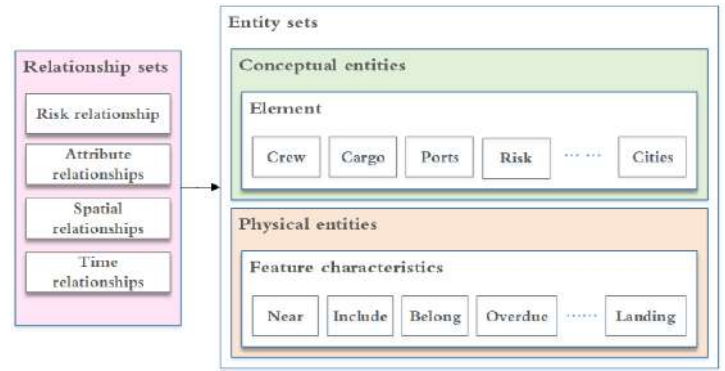 Relationship sets
Risk relationship
Attribute
relationships
Spatial
relationships
Time
relationships
Entity sets
Conceptual entities
Element
Crew Cargo Ports Risk ··· ··· Cities
Physical entities
Feature characteristics
Near Include Belong Overdue ······ Landing